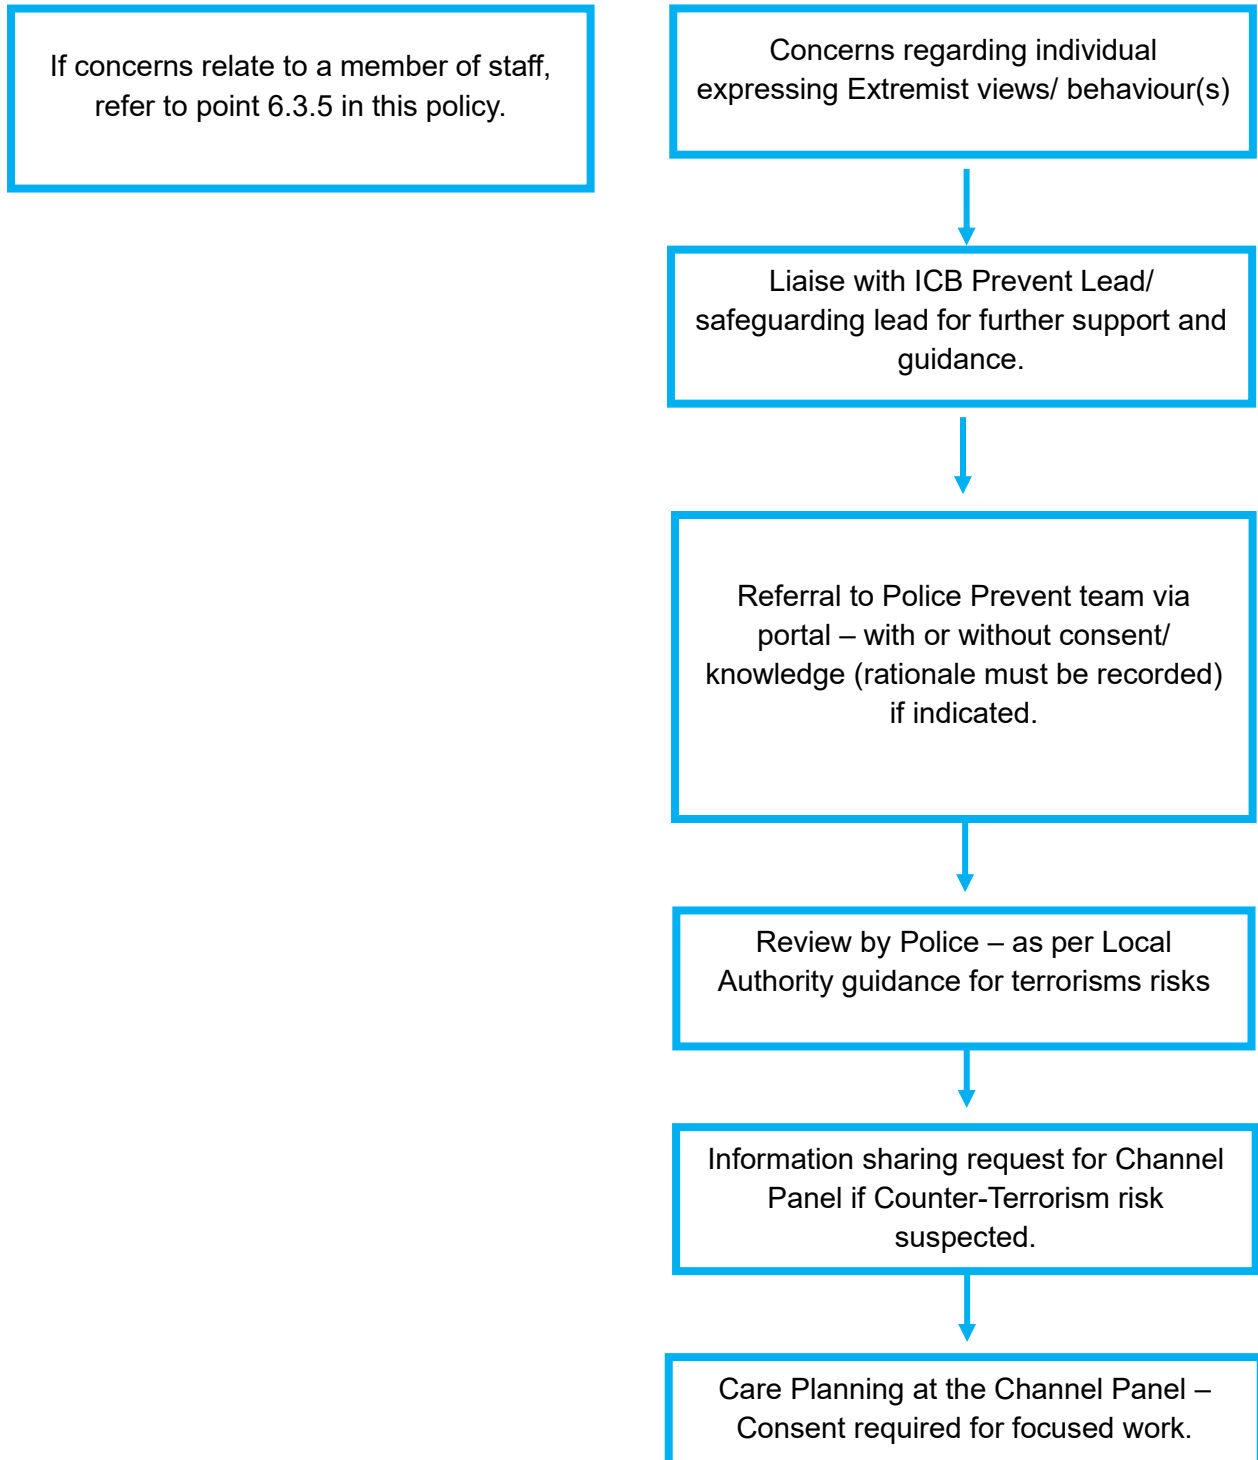 If concerns relate to a member of staff,
refer to point 6.3.5 in this policy.
Concerns regarding individual
expressing Extremist views/ behaviour(s)
Liaise with ICB Prevent Lead/
safeguarding lead for further support and
guidance.
Referral to Police Prevent team via
portal – with or without consent/
knowledge (rationale must be recorded)
if indicated.
Review by Police – as per Local
Authority guidance for terrorisms risks
Information sharing request for Channel
Panel if Counter-Terrorism risk
suspected.
Care Planning at the Channel Panel –
Consent required for focused work.